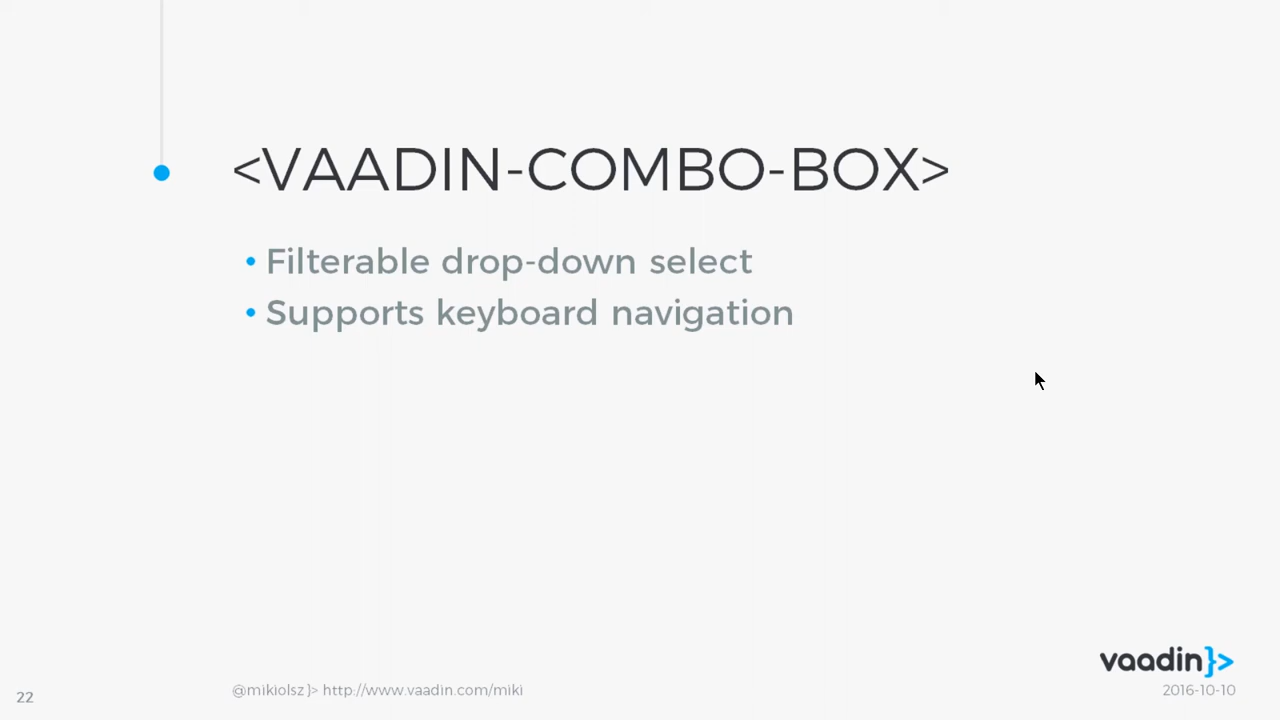 <VAADIN-COMBO-BOX>
• Filterable drop-down select
• Supports keyboard navigation
vaadin}>
22
@mikiolsz }> http://www.vaadin.com/miki
2016-10-10